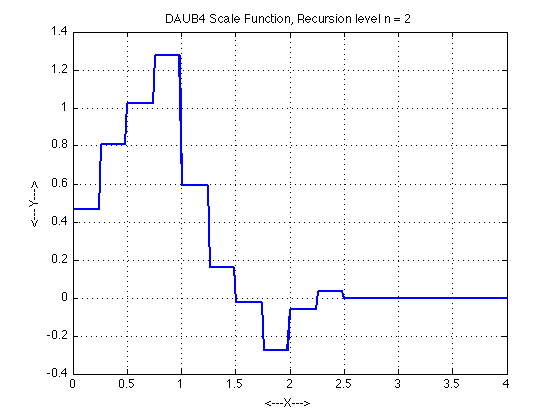 DAUB4 Scale Function, Recursion level n = 2
1.4
1.2
1
0.8
0.6
0.4
0.2
0
-0.2
-0.4
<---Y--->
0 0.5 1 1.5 2 2.5 3 3.5 4
<---X--->